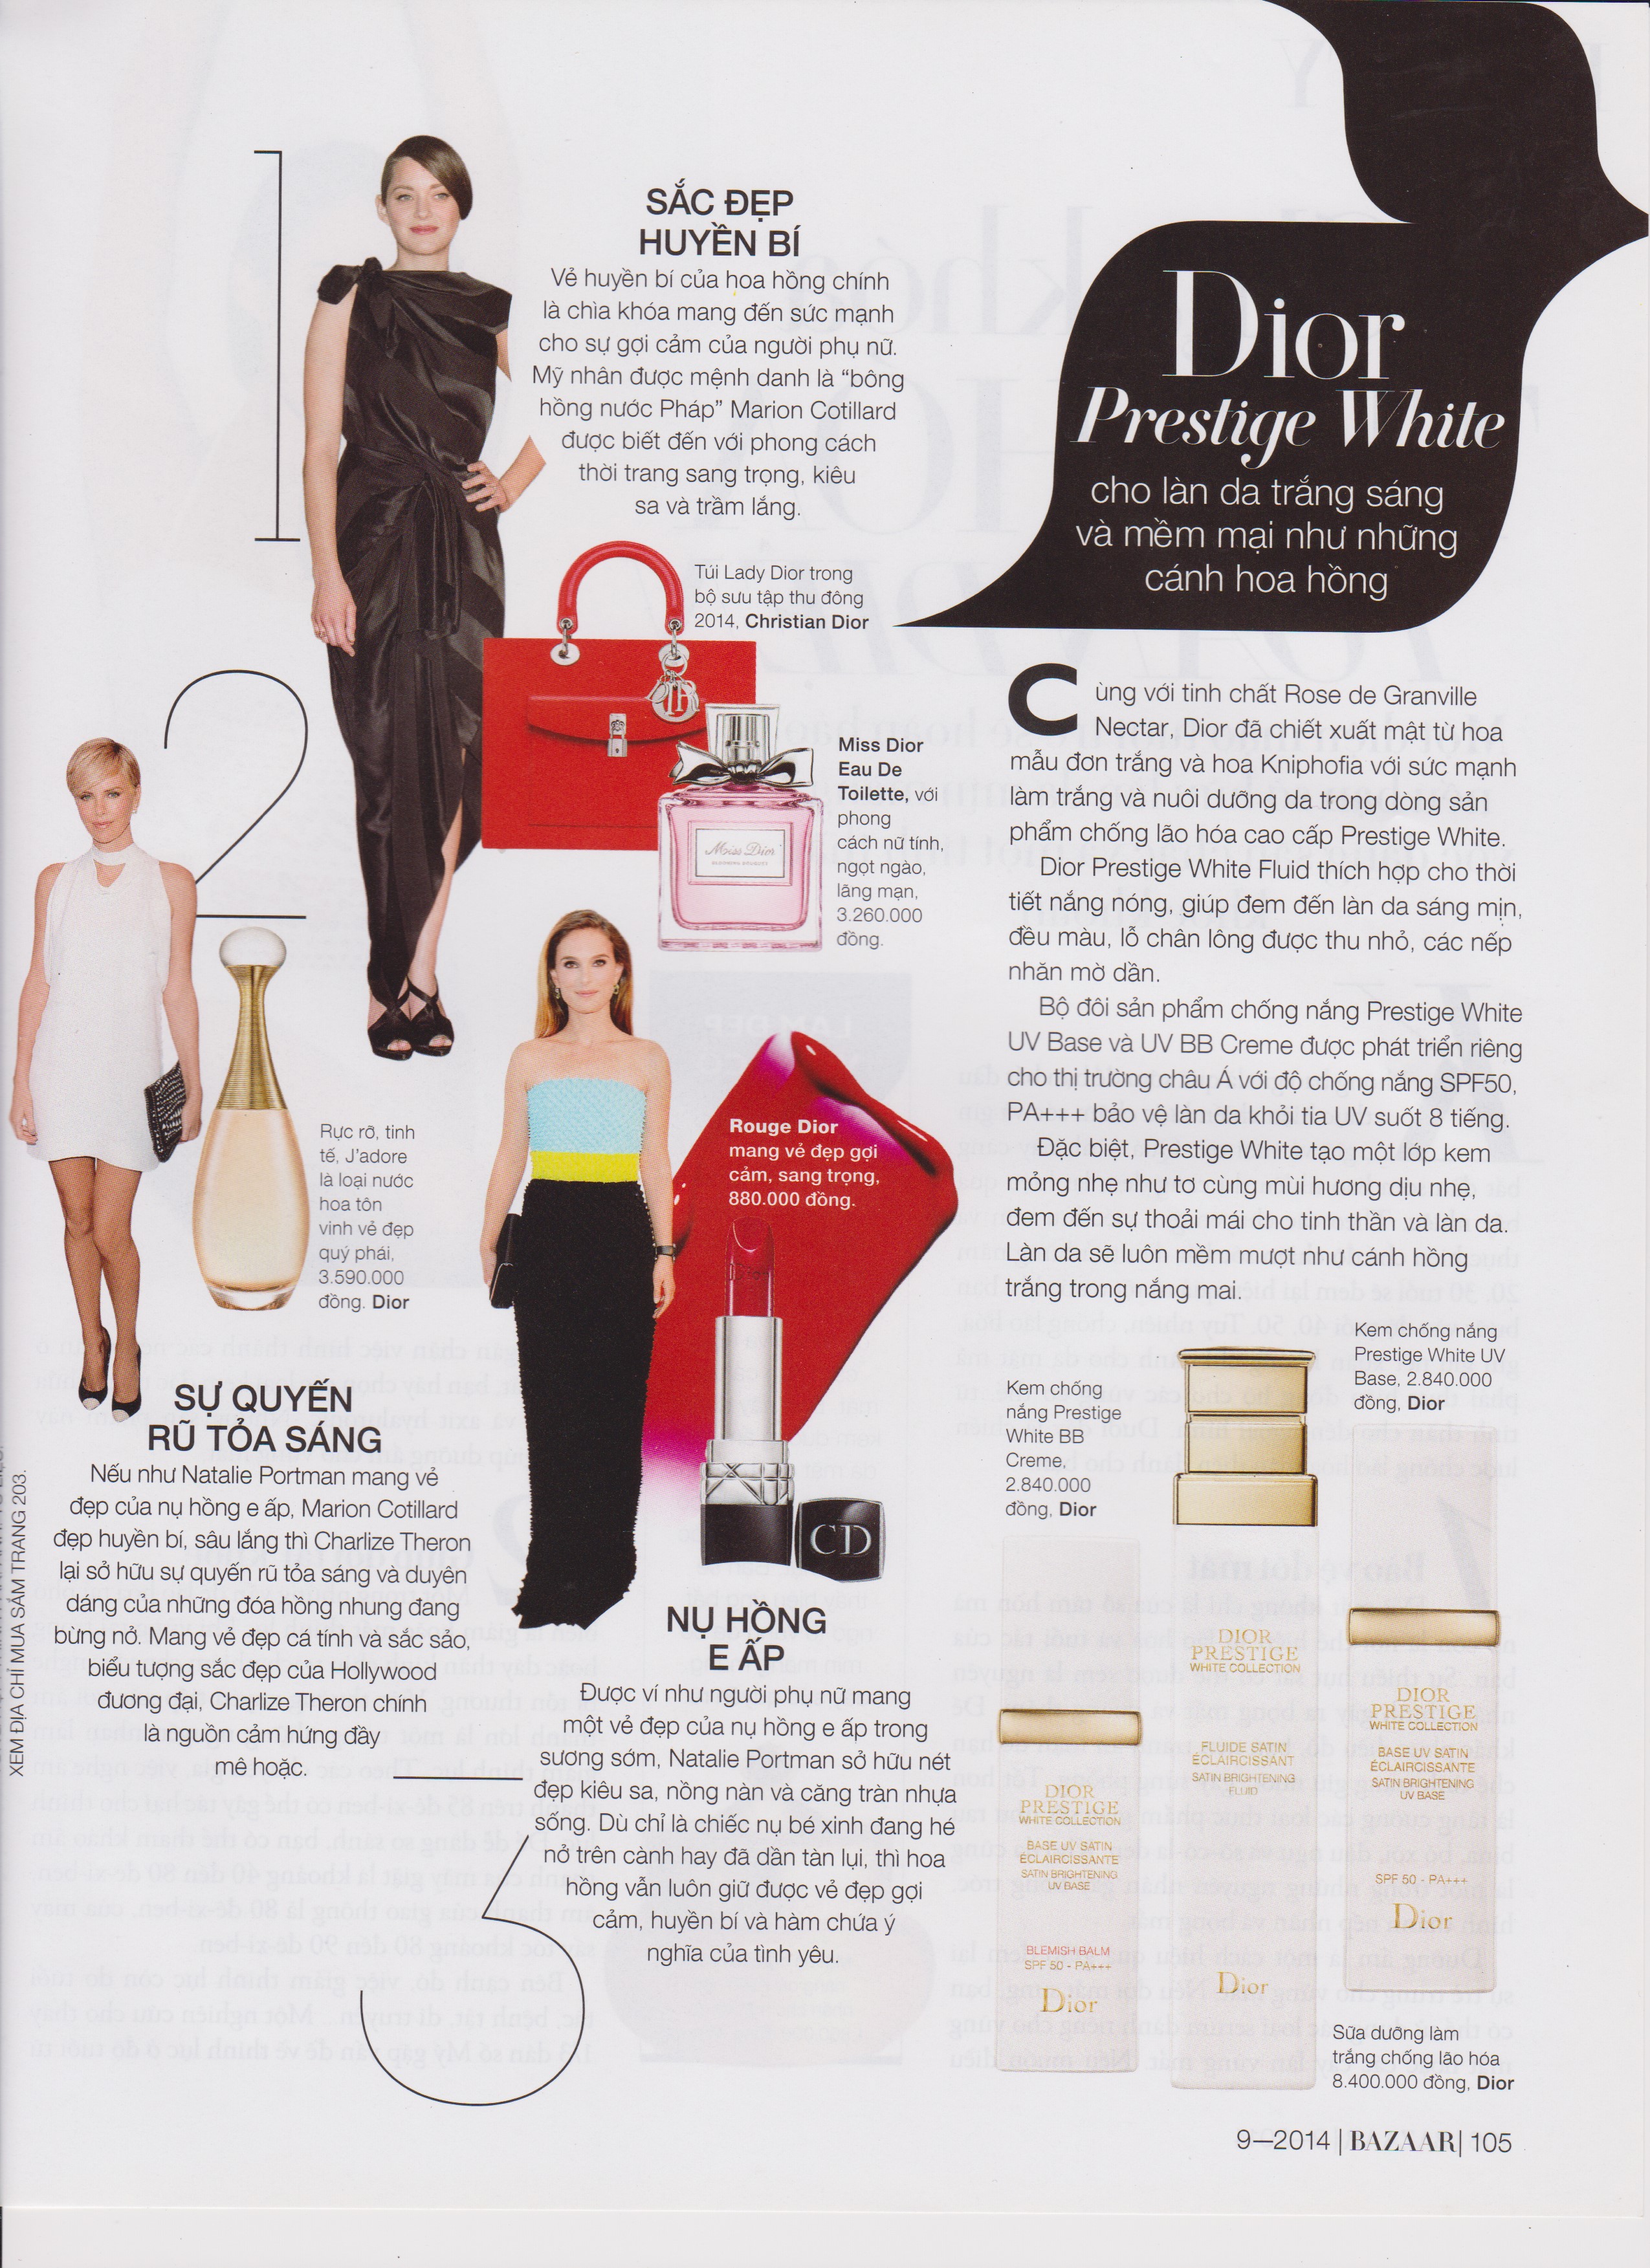 1
SẮC ĐẸP
HUYỀN BÍ
Vẻ huyền bí của hoa hồng chính
là chìa khóa mang đến sức mạnh
cho sự gợi cảm của người phụ nữ.
Mỹ nhân được mệnh danh là “bông
hồng nước Pháp” Marion Cotillard
được biết đến với phong cách
thời trang sang trọng, kiêu
sa và trầm lắng.
Túi Lady Dior trong
bộ sưu tập thu đông
2014, Christian Dior
Miss Dior
Eau De
Toilette, với
phong
cách nữ tính,
ngọt ngào,
lãng mạn,
3.260.000
đồng.
Miss Dior
BLOOMING BOUQUET
2
Rực rỡ, tinh
tế, J’adore
là loại nước
hoa tôn
vinh vẻ đẹp
quý phái,
3.590.000
đồng. Dior
SỰ QUYẾN
RŨ TỎA SÁNG
Nếu như Natalie Portman mang vẻ
đẹp của nụ hồng e ấp, Marion Cotillard
đẹp huyền bí, sâu lắng thì Charlize Theron
lại sở hữu sự quyến rũ tỏa sáng và duyên
dáng của những đóa hồng nhung đang
bừng nở. Mang vẻ đẹp cá tính và sắc sảo,
biểu tượng sắc đẹp của Hollywood
đương đại, Charlize Theron chính
là nguồn cảm hứng đầy
mê hoặc.
Rouge Dior
mang vẻ đẹp gợi
cảm, sang trọng,
880.000 đồng.
CD
3
NỤ HỒNG
E ẤP
Được ví như người phụ nữ mang
một vẻ đẹp của nụ hồng e ấp trong
sương sớm, Natalie Portman sở hữu nét
đẹp kiêu sa, nồng nàn và căng tràn nhựa
sống. Dù chỉ là chiếc nụ bé xinh đang hé
nở trên cành hay đã dần tàn lụi, thì hoa
hồng vẫn luôn giữ được vẻ đẹp gợi
cảm, huyền bí và hàm chứa ý
nghĩa của tình yêu.
Dior
Prestige White
cho làn da trắng sáng
và mềm mại như những
cánh hoa hồng
Cùng với tinh chất Rose de Granville
Nectar, Dior đã chiết xuất mật từ hoa
mẫu đơn trắng và hoa Kniphofia với sức mạnh
làm trắng và nuôi dưỡng da trong dòng sản
phẩm chống lão hóa cao cấp Prestige White.
Dior Prestige White Fluid thích hợp cho thời
tiết nắng nóng, giúp đem đến làn da sáng mịn,
đều màu, lỗ chân lông được thu nhỏ, các nếp
nhăn mờ dần.
Bộ đôi sản phẩm chống nắng Prestige White
UV Base và UV BB Creme được phát triển riêng
cho thị trường châu Á với độ chống nắng SPF50,
PA+++ bảo vệ làn da khỏi tia UV suốt 8 tiếng.
Đặc biệt, Prestige White tạo một lớp kem
mỏng nhẹ như tơ cùng mùi hương dịu nhẹ,
đem đến sự thoải mái cho tinh thần và làn da.
Làn da sẽ luôn mềm mượt như cánh hồng
trắng trong nắng mai.
Kem chống
nắng Prestige
White BB
Creme,
2.840.000
đồng, Dior
Kem chống nắng
Prestige White UV
Base, 2.840.000
đồng, Dior
DIOR
PRESTIGE
WHITE COLLECTION
BASE UV SATIN
ÉCLAIRCISSANTE
SATIN BRIGHTENING
UV BASE
BLEMISH BALM
SPF 50 - PA+++
Dior
DIOR
PRESTIGE
WHITE COLLECTION
FLUIDE SATIN
ÉCLAIRCISSANT
SATIN BRIGHTENING
FLUID
Dior
DIOR
PRESTIGE
WHITE COLLECTION
BASE UV SATIN
ÉCLAIRCISSANTE
SATIN BRIGHTENING
UV BASE
SPF 50 - PA+++
Dior
Sữa dưỡng làm
trắng chống lão hóa
8.400.000 đồng, Dior
XEM ĐỊA CHỈ MUA SẮM TRANG 203.
9—2014 | BAZAAR | 105